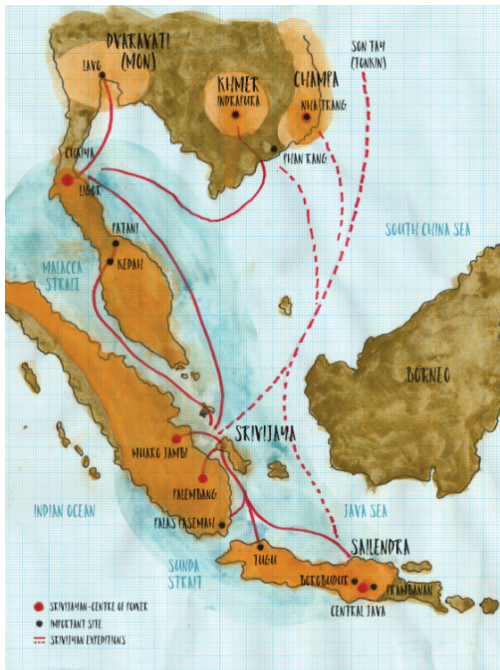 DVARAVATI
(MON)
LAVO
KHMER
INDRAPURA
CHAMPA
NHA TRANG
SON TAY
(TONKIN)
PHAN RANG
CHAIYA
LIGOR
PATANI
KEDAH
MALACCA
STRAIT
SOUTH CHINA SEA
BORNEO
SRIVIJAYA
MUARO JAMBI
PALEMBANG
INDIAN OCEAN
PALAS PASEMAH
JAVA SEA
SUNDA
STRAIT
TUGU
SAILENDRA
BOROBUDUR
PRAMBANAN
CENTRAL JAVA
SRIVIJAYAN-CENTRE OF POWER
IMPORTANT SITE
SRIVIJYAN EXPEDITIONS